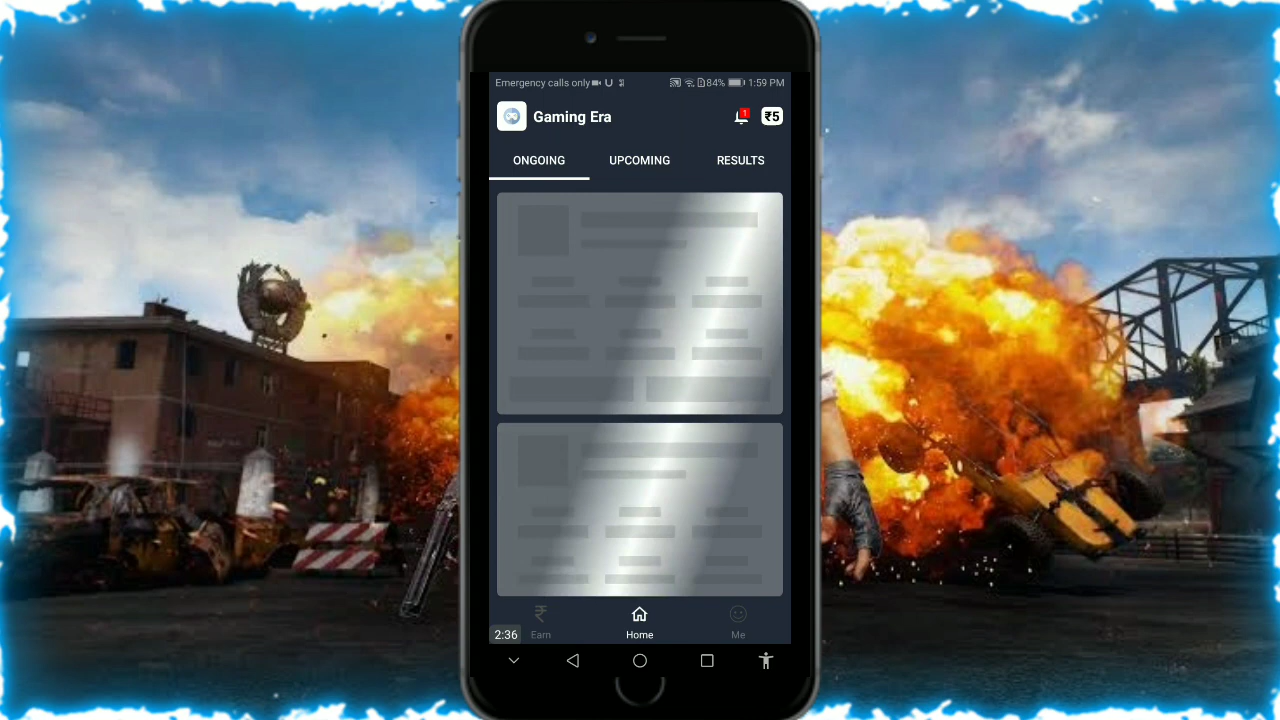 Emergency calls only 84% 1:59 PM
Gaming Era 1 ₹5
ONGOING UPCOMING RESULTS
2:36 Earn Home Me